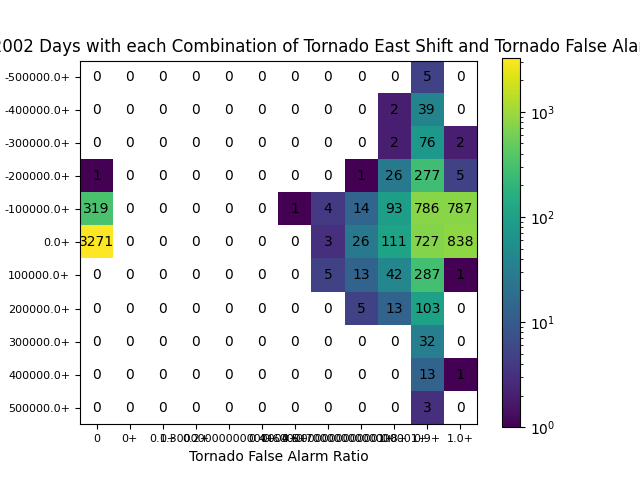 2002 Days with each Combination of Tornado East Shift and Tornado False Alar
-500000.0+ 0 0 0 0 0 0 0 0 0 0 5 0
-400000.0+ 0 0 0 0 0 0 0 0 0 2 39 0
-300000.0+ 0 0 0 0 0 0 0 0 0 2 76 2
-200000.0+ 1 0 0 0 0 0 0 0 1 26 277 5
-100000.0+ 319 0 0 0 0 0 1 4 14 93 786 787
0.0+ 3271 0 0 0 0 0 0 3 26 111 727 838
100000.0+ 0 0 0 0 0 0 0 5 13 42 287 1
200000.0+ 0 0 0 0 0 0 0 0 5 13 103 0
300000.0+ 0 0 0 0 0 0 0 0 0 0 32 0
400000.0+ 0 0 0 0 0 0 0 0 0 0 13 1
500000.0+ 0 0 0 0 0 0 0 0 0 0 3 0
0 0+ 1.0+
Tornado False Alarm Ratio
10³
10²
10¹
10⁰